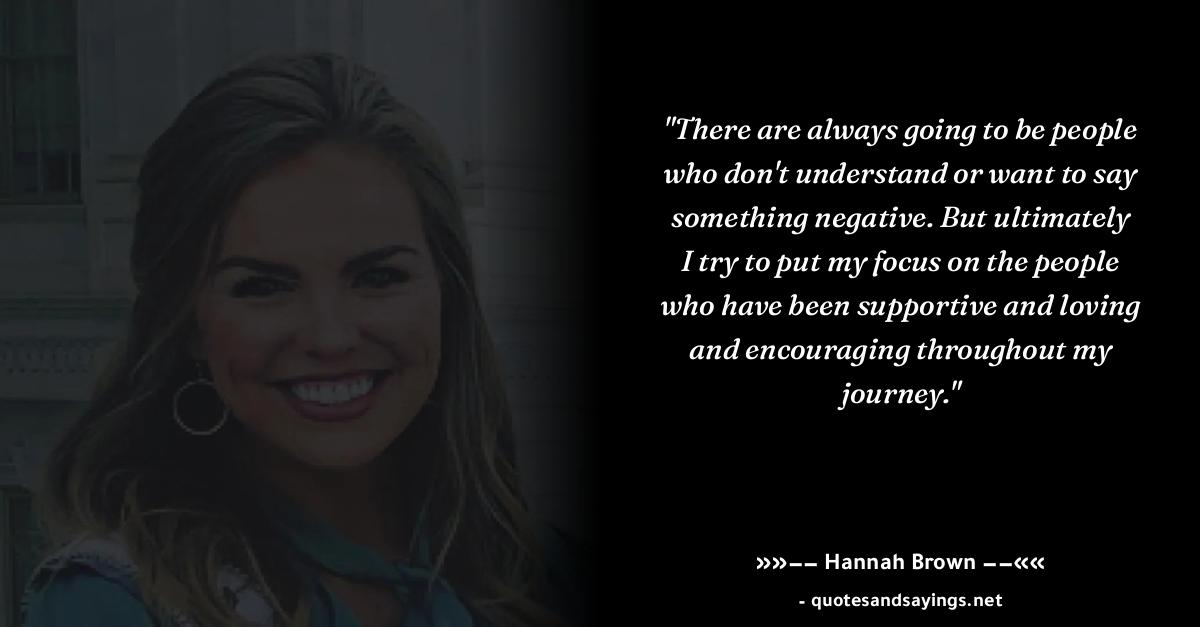 "There are always going to be people
who don't understand or want to say
something negative. But ultimately
I try to put my focus on the people
who have been supportive and loving
and encouraging throughout my
journey."
»»–– Hannah Brown ––««
- quotesandsayings.net